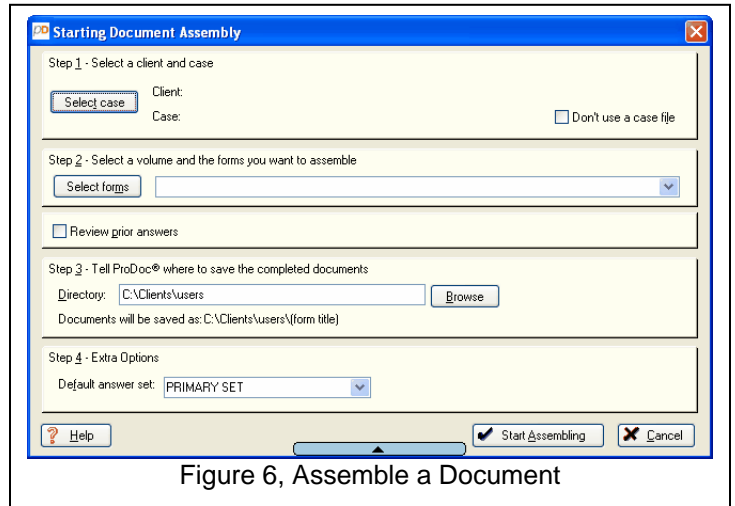 PD Starting Document Assembly
Step 1 - Select a client and case
Select case
Client:
Case:
Don't use a case file
Step 2 - Select a volume and the forms you want to assemble
Select forms
Review prior answers
Step 3 - Tell ProDoc® where to save the completed documents
Directory: C:\Clients\users Browse
Documents will be saved as: C:\Clients\users\(form title)
Step 4 - Extra Options
Default answer set: PRIMARY SET
? Help Start Assembling Cancel
Figure 6, Assemble a Document